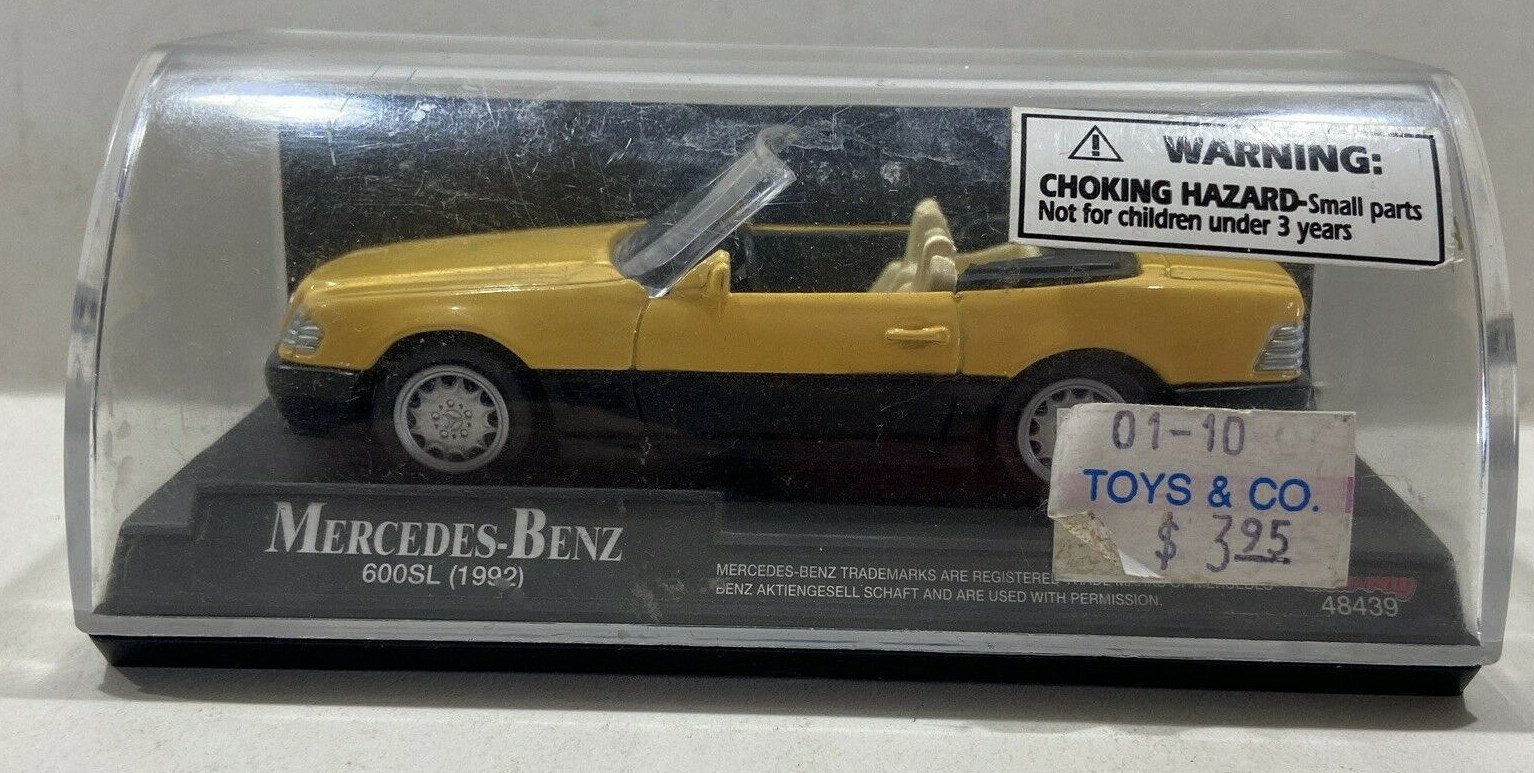 WARNING:
CHOKING HAZARD-Small parts
Not for children under 3 years
01-10
TOYS & CO.
$ 3.95
MERCEDES-BENZ
600SL (1992)
MERCEDES-BENZ TRADEMARKS ARE REGISTERED
BENZ AKTIENGESELL SCHAFT AND ARE USED WITH PERMISSION.
48439